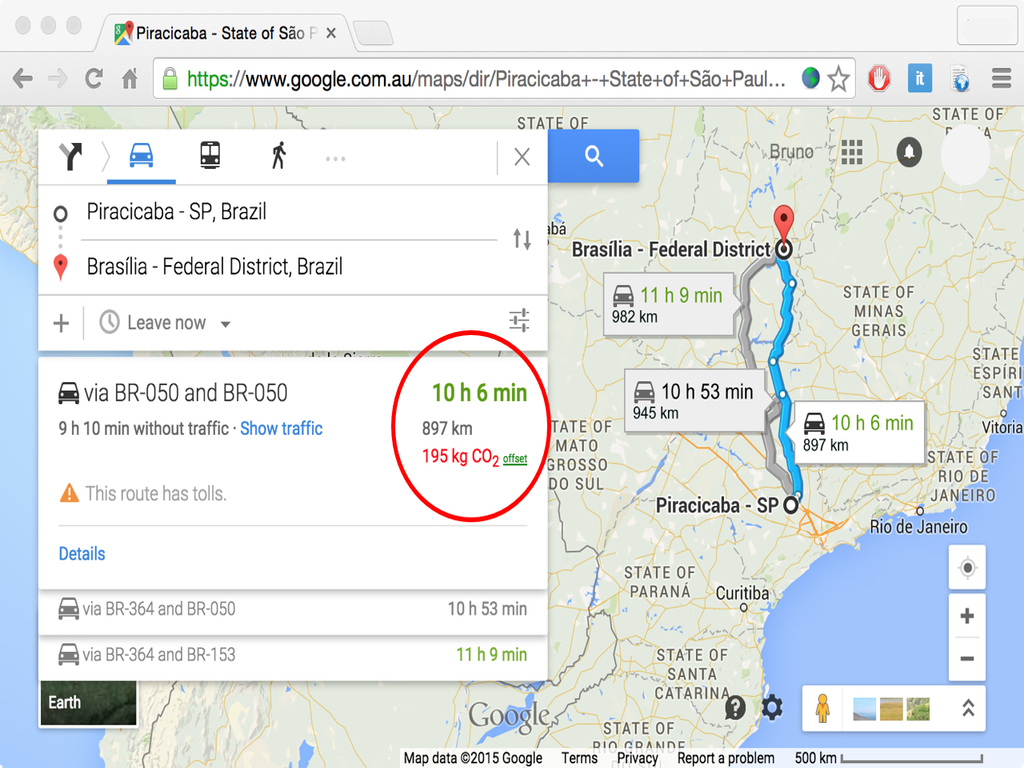 Piracicaba - State of São P
https://www.google.com.au/maps/dir/Piracicaba+-+State+of+São+Paul...
it
Piracicaba - SP, Brazil
Brasília - Federal District, Brazil
Leave now
via BR-050 and BR-050
10 h 6 min
9 h 10 min without traffic · Show traffic
897 km
195 kg CO2 offset
This route has tolls.
Details
via BR-364 and BR-050
10 h 53 min
via BR-364 and BR-153
11 h 9 min
Earth
STATE OF
STATE OF
Bruno
Brasília - Federal District
11 h 9 min
982 km
STATE OF
MINAS
GERAIS
10 h 53 min
945 km
STATE
ESPÍRI
SANT
10 h 6 min
897 km
Vitoria
STATE OF
MATO
GROSSO
DO SUL
STATE OF
RIO DE
JANEIRO
Piracicaba - SP
Rio de Janeiro
STATE OF
PARANÁ
Curitiba
STATE OF
SANTA
CATARINA
STATE OF
RIO GRANDE
Google
Map data ©2015 Google
Terms
Privacy
Report a problem
500 km